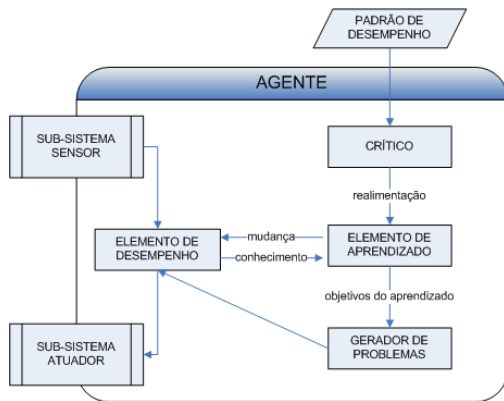 PADRÃO DE
DESEMPENHO
AGENTE
SUB-SISTEMA
SENSOR
CRÍTICO
realimentação
ELEMENTO DE
DESEMPENHO
mudança
conhecimento
ELEMENTO DE
APRENDIZADO
objetivos do aprendizado
SUB-SISTEMA
ATUADOR
GERADOR DE
PROBLEMAS